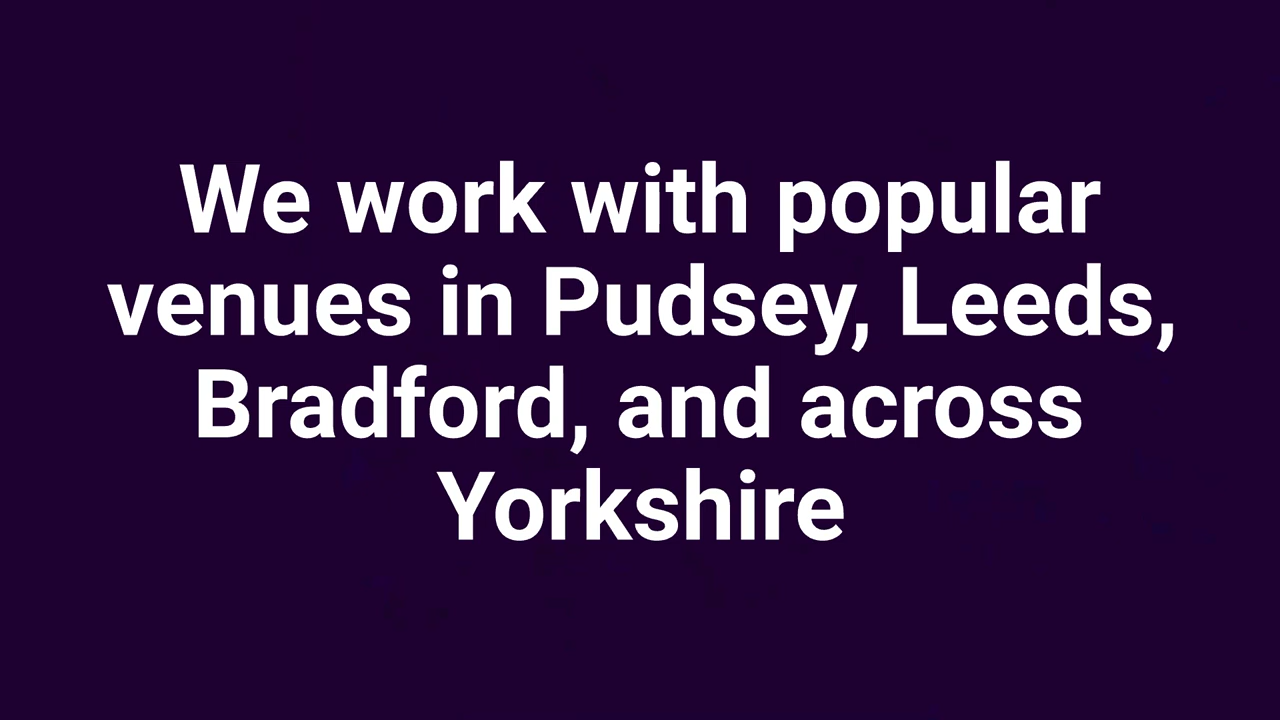 We work with popular
venues in Pudsey, Leeds,
Bradford, and across
Yorkshire